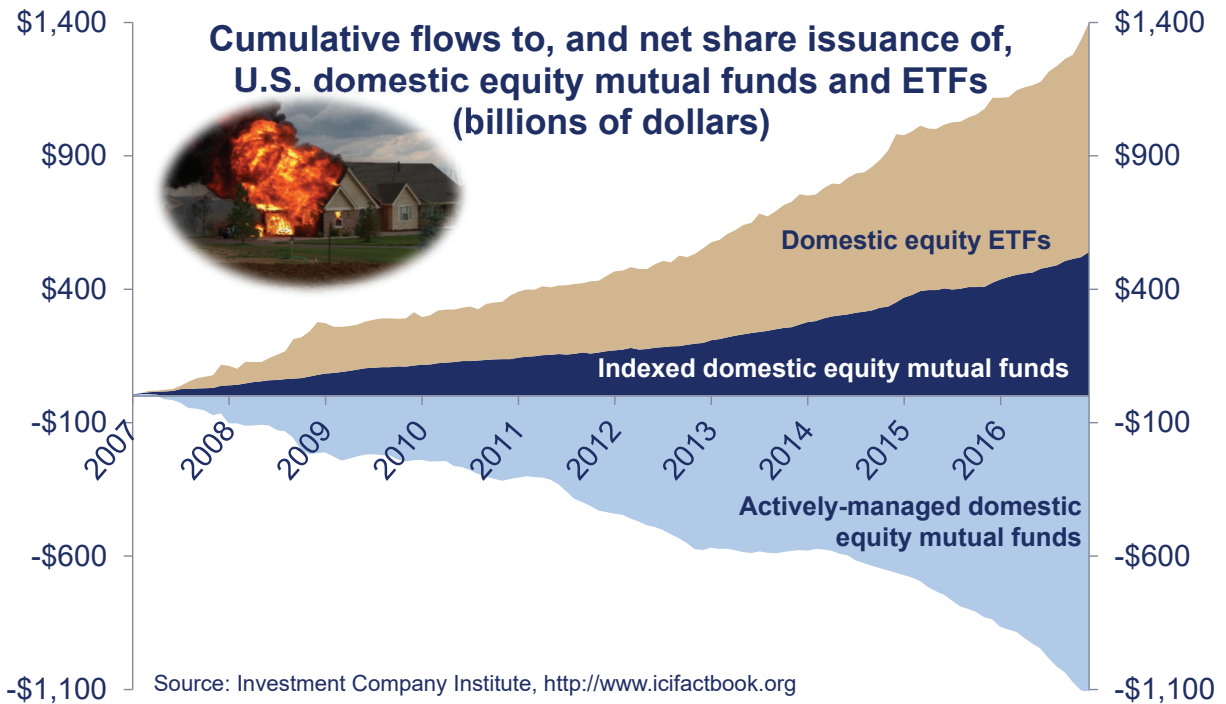 Cumulative flows to, and net share issuance of,
U.S. domestic equity mutual funds and ETFs
(billions of dollars)
$1,400
$900
$400
-$100
-$600
-$1,100
$1,400
$900
$400
-$100
-$600
-$1,100
Domestic equity ETFs
Indexed domestic equity mutual funds
2007
2008
2009
2010
2011
2012
2013
2014
2015
2016
Actively-managed domestic
equity mutual funds
Source: Investment Company Institute, http://www.icifactbook.org